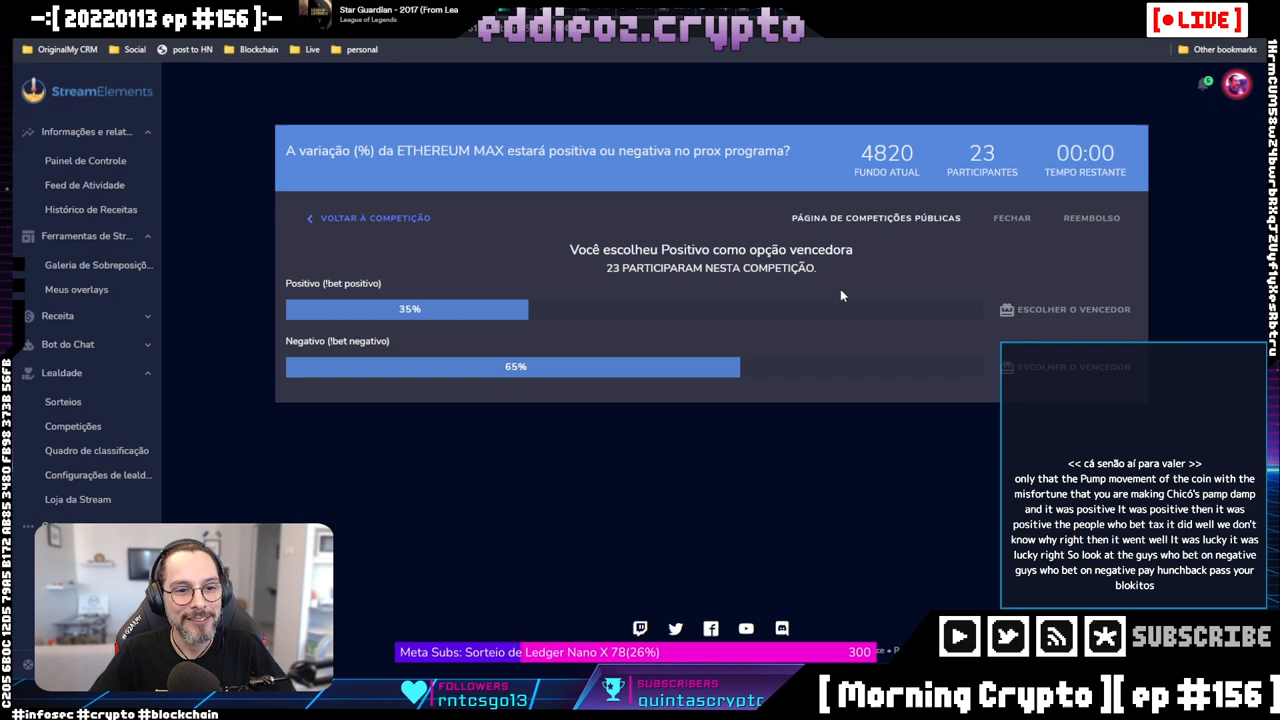 —:[ 20220113 ep #156 ]:—
Star Guardian - 2017 (From Lea
League of Legends
eddieoz.crypto
[● LIVE]
OriginalMy CRM
Social
post to HN
Blockchain
Live
personal
Other bookmarks
StreamElements
5
Informações e relat...
Painel de Controle
Feed de Atividade
Histórico de Receitas
Ferramentas de Str...
Galeria de Sobreposiçõ...
Meus overlays
Receita
Bot do Chat
Lealdade
Sorteios
Competições
Quadro de classificação
Configurações de leald...
Loja da Stream
A variação (%) da ETHEREUM MAX estará positiva ou negativa no prox programa?
4820
FUNDO ATUAL
23
PARTICIPANTES
00:00
TEMPO RESTANTE
VOLTAR À COMPETIÇÃO
PÁGINA DE COMPETIÇÕES PÚBLICAS
FECHAR
REEMBOLSO
Você escolheu Positivo como opção vencedora
23 PARTICIPARAM NESTA COMPETIÇÃO.
Positivo (!bet positivo)
35%
ESCOLHER O VENCEDOR
Negativo (!bet negativo)
65%
ESCOLHER O VENCEDOR
<< cá senão aí para valer >>
only that the Pump movement of the coin with the
misfortune that you are making Chicó's pamp damp
and it was positive It was positive then it was
positive the people who bet tax it did well we don't
know why right then it went well It was lucky it was
lucky right So look at the guys who bet on negative
guys who bet on negative pay hunchback pass your
blokitos
Meta Subs: Sorteio de Ledger Nano X 78(26%)
300
FOLLOWERS
rntcsgo13
SUBSCRIBERS
quintascrypto
SUBSCRIBE
[ Morning Crypto ][ ep #156 ]
#infosec #crypto #blockchain